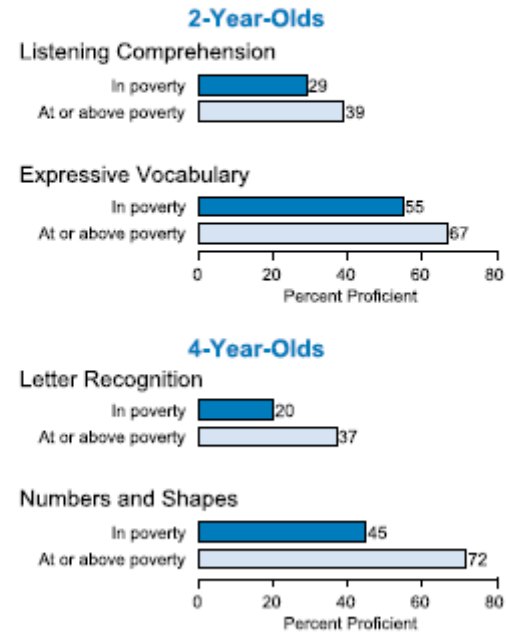 2-Year-Olds
Listening Comprehension
In poverty 29
At or above poverty 39
Expressive Vocabulary
In poverty 55
At or above poverty 67
0 20 40 60 80
Percent Proficient
4-Year-Olds
Letter Recognition
In poverty 20
At or above poverty 37
Numbers and Shapes
In poverty 45
At or above poverty 72
0 20 40 60 80
Percent Proficient